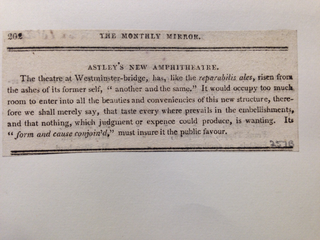 262 THE MONTHLY MIRROR.
ASTLEY'S NEW AMPHITHEATRE.
The theatre at Westminster-bridge, has, like the reparabilis ales, risen from
the ashes of its former self, " another and the same." It would occupy too much
room to enter into all the beauties and conveniencies of this new structure, there-
fore we shall merely say, that taste every where prevails in the embellishments,
and that nothing, which judgment or expence could produce, is wanting. Its
" form and cause conjoin'd," must insure it the public favour.